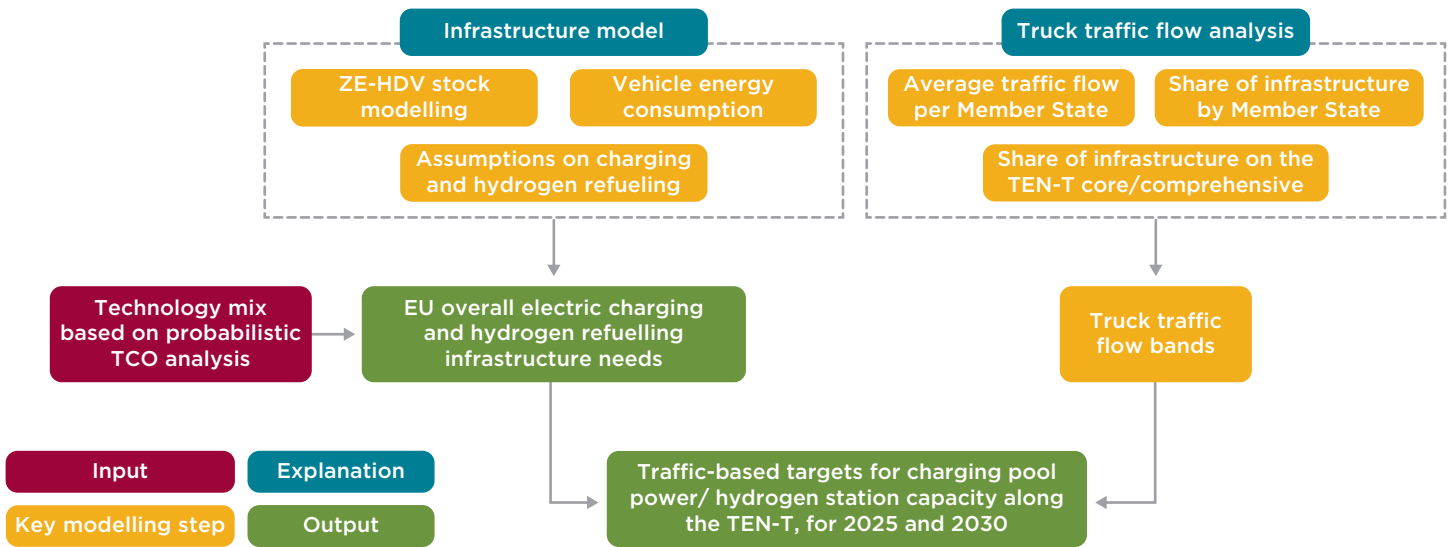 Infrastructure model
ZE-HDV stock
modelling
Vehicle energy
consumption
Assumptions on charging
and hydrogen refueling
Truck traffic flow analysis
Average traffic flow
per Member State
Share of infrastructure
by Member State
Share of infrastructure on the
TEN-T core/comprehensive
Technology mix
based on probabilistic
TCO analysis
EU overall electric charging
and hydrogen refuelling
infrastructure needs
Truck traffic
flow bands
Input
Explanation
Key modelling step
Output
Traffic-based targets for charging pool
power/ hydrogen station capacity along
the TEN-T, for 2025 and 2030